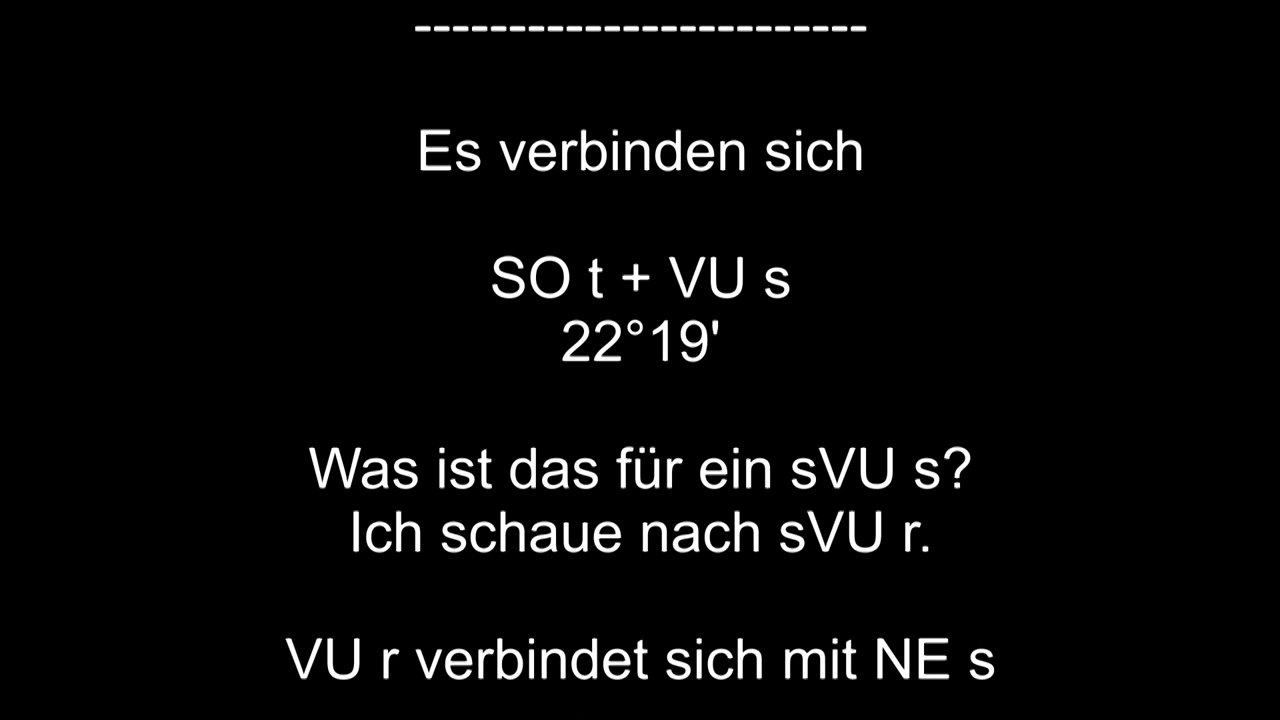 ------------------------
Es verbinden sich
SO t + VU s
22°19'
Was ist das für ein sVU s?
Ich schaue nach sVU r.
VU r verbindet sich mit NE s